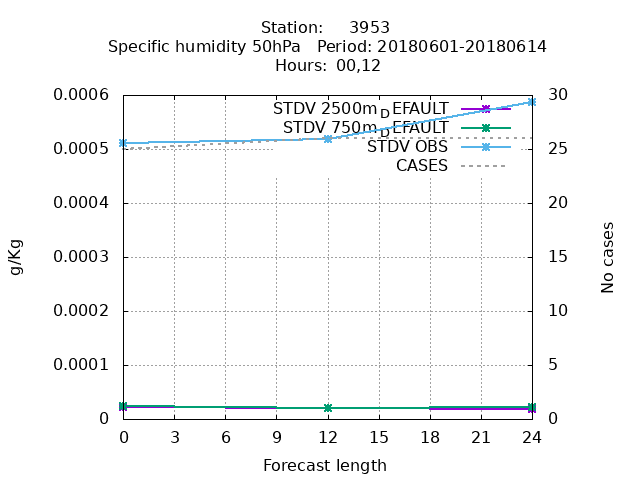 Station: 3953
Specific humidity 50hPa Period: 20180601-20180614
Hours: 00,12
0.0006
0.0005
0.0004
0.0003
0.0002
0.0001
0
g/Kg
STDV 2500m_DEFAULT
STDV 750m_DEFAULT
STDV OBS
CASES
30
25
20
15
10
5
0
No cases
0 3 6 9 12 15 18 21 24
Forecast length